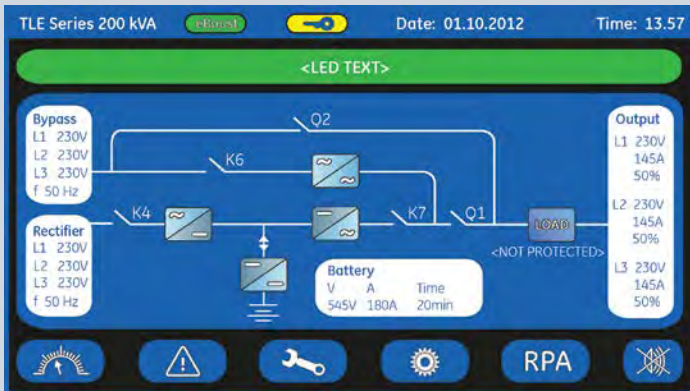 TLE Series 200 kVA eBoost Date: 01.10.2012 Time: 13.57
<LED TEXT>
Bypass
L1 230V
L2 230V
L3 230V
f 50 Hz
Q2
K6
Rectifier
L1 230V
L2 230V
L3 230V
f 50 Hz
K4
K7
Q1
LOAD
<NOT PROTECTED>
Battery
V A Time
545V 180A 20min
Output
L1 230V
145A
50%
L2 230V
145A
50%
L3 230V
145A
50%
RPA